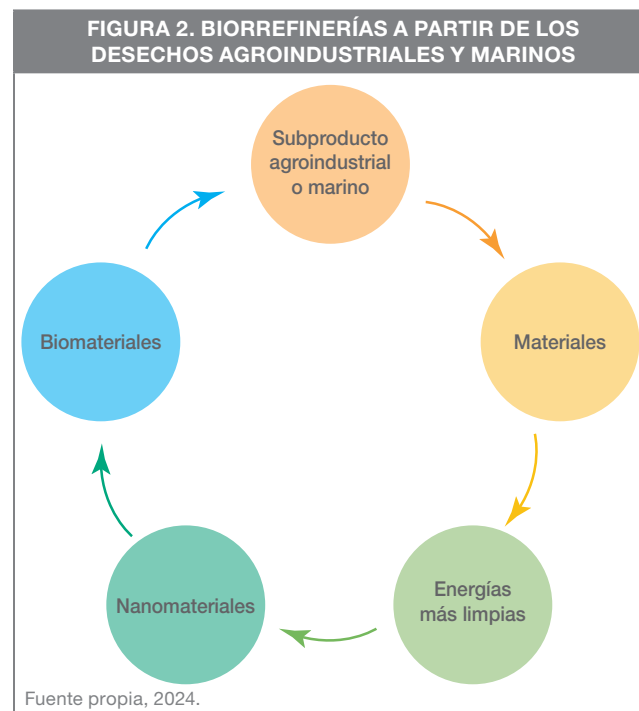 FIGURA 2. BIORREFINERÍAS A PARTIR DE LOS
DESECHOS AGROINDUSTRIALES Y MARINOS
Subproducto
agroindustrial
o marino
Materiales
Energías
más limpias
Nanomateriales
Biomateriales
Fuente propia, 2024.